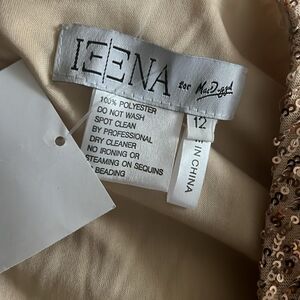 IEENA for Mac Duggal
100% POLYESTER
DO NOT WASH
SPOT CLEAN
BY PROFESSIONAL
DRY CLEANER
NO IRONING OR
STEAMING ON SEQUINS
BEADING
12
IN CHINA